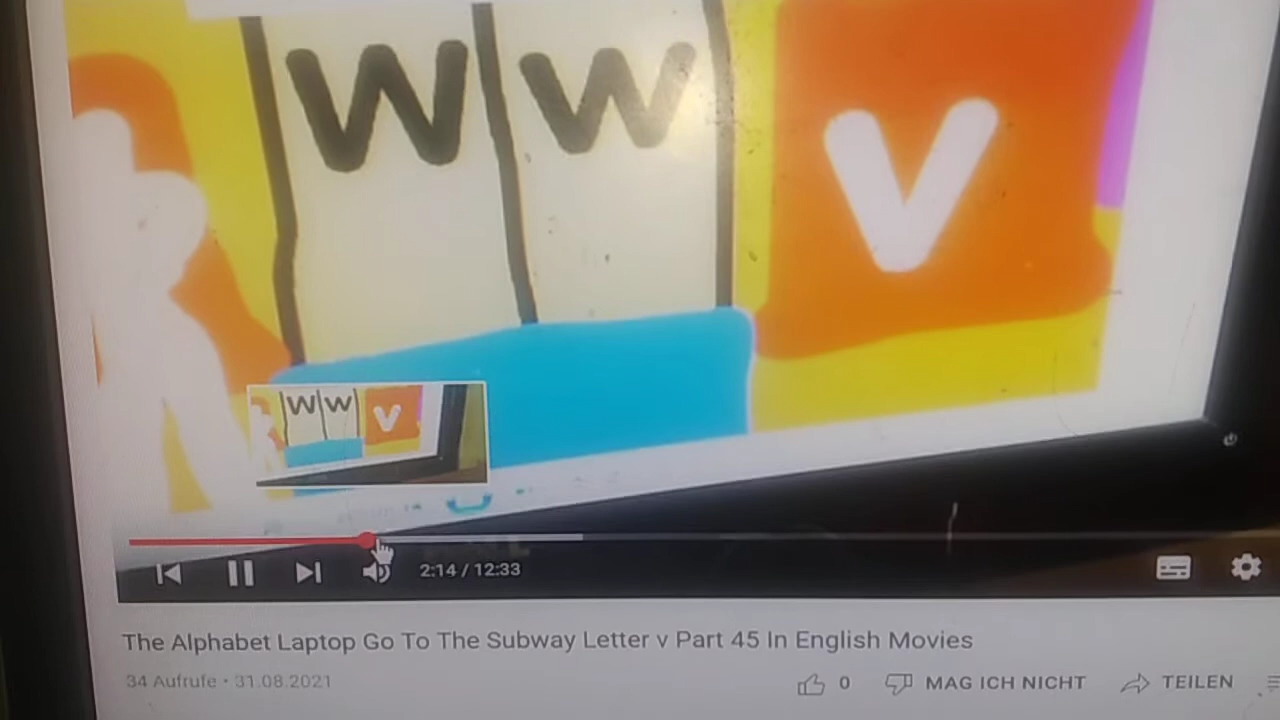 W W V
W W V
2:14 / 12:33
The Alphabet Laptop Go To The Subway Letter v Part 45 In English Movies
34 Aufrufe • 31.08.2021 0 MAG ICH NICHT TEILEN